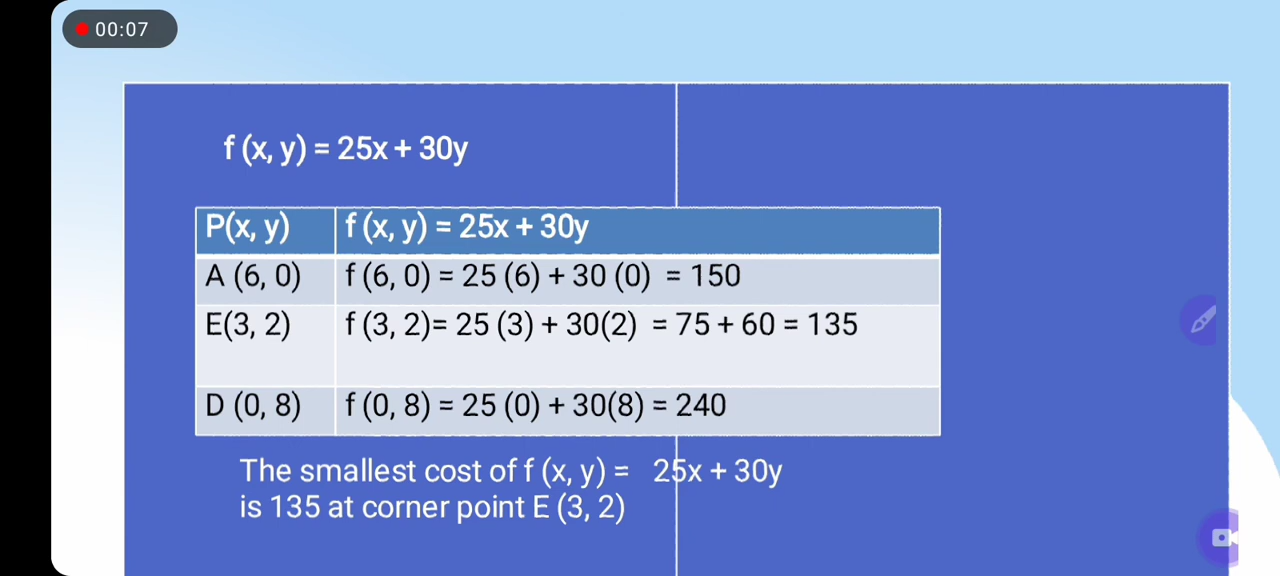 00:07
f (x, y) = 25x + 30y
P(x, y) f (x, y) = 25x + 30y
A (6, 0) f (6, 0) = 25 (6) + 30 (0) = 150
E(3, 2) f (3, 2)= 25 (3) + 30(2) = 75 + 60 = 135
D (0, 8) f (0, 8) = 25 (0) + 30(8) = 240
The smallest cost of f (x, y) = 25x + 30y
is 135 at corner point E (3, 2)